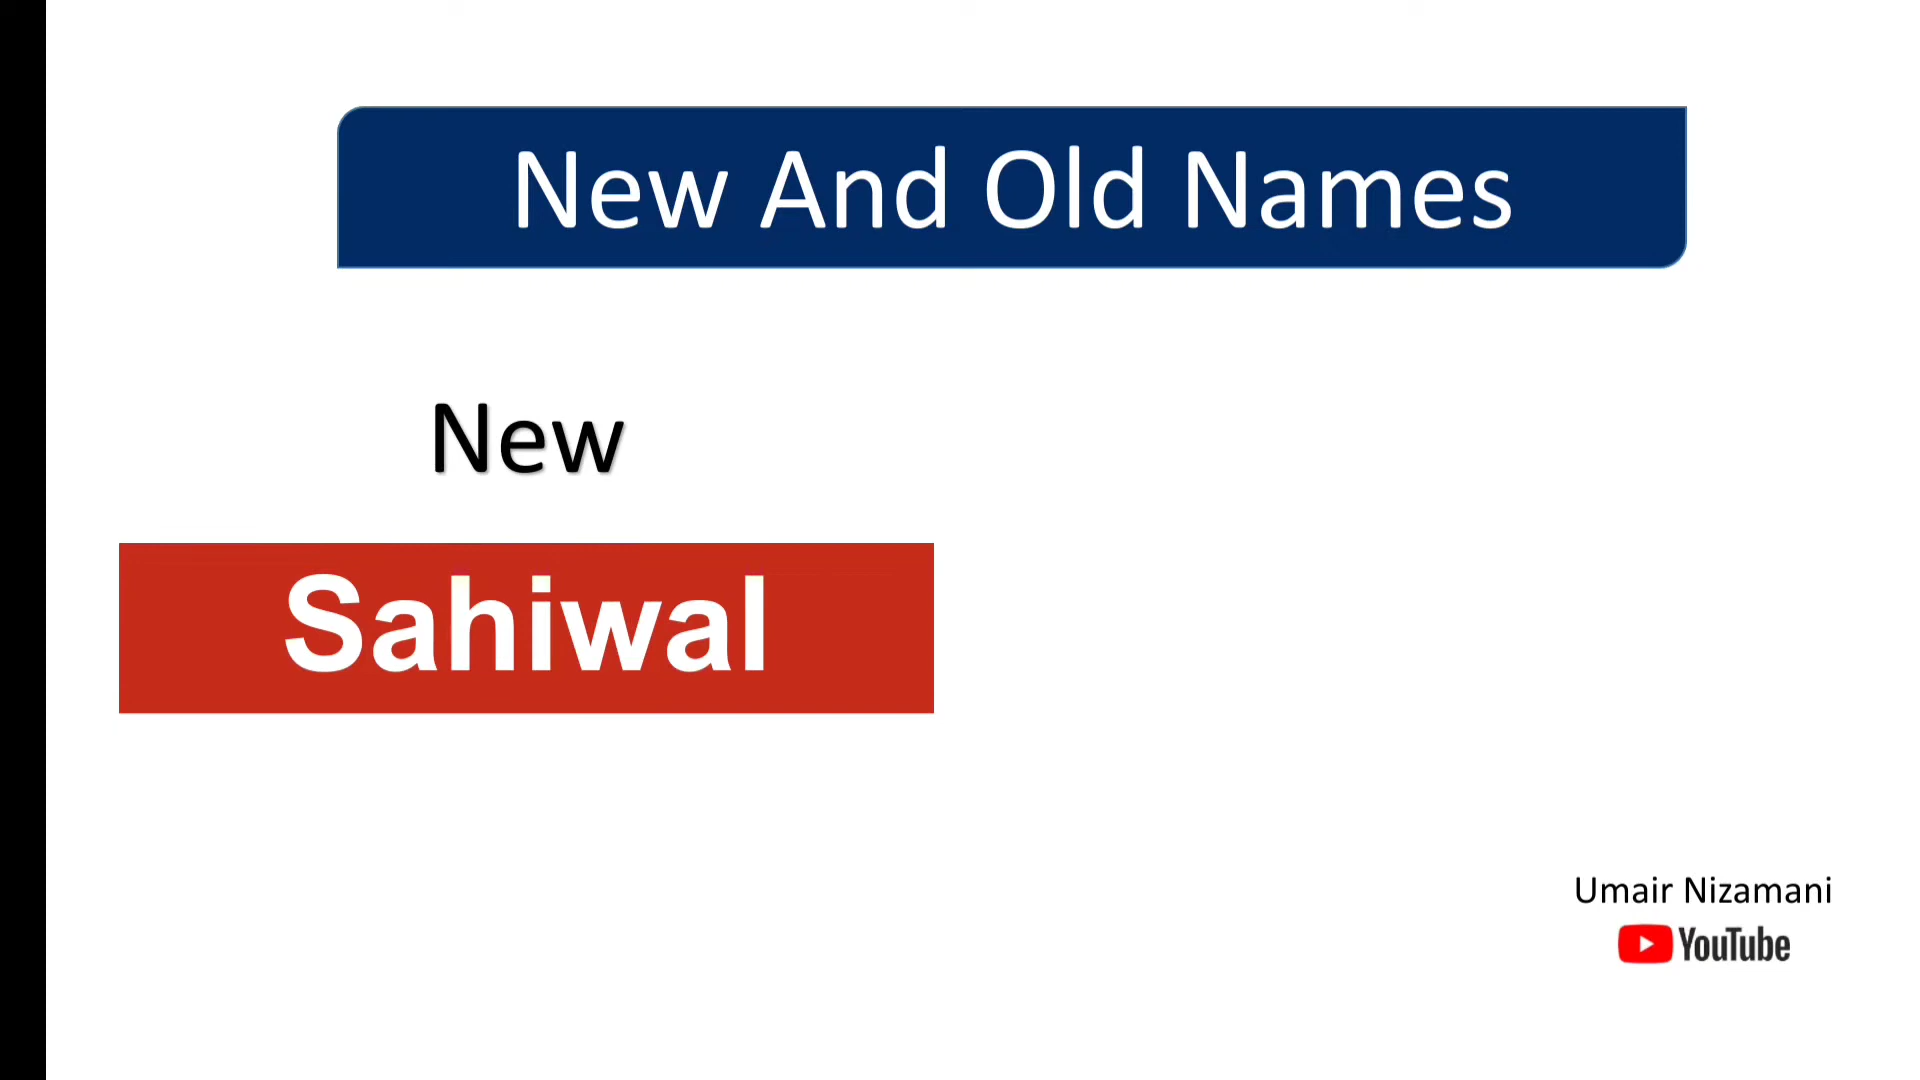 New And Old Names
New
Sahiwal
Umair Nizamani
YouTube